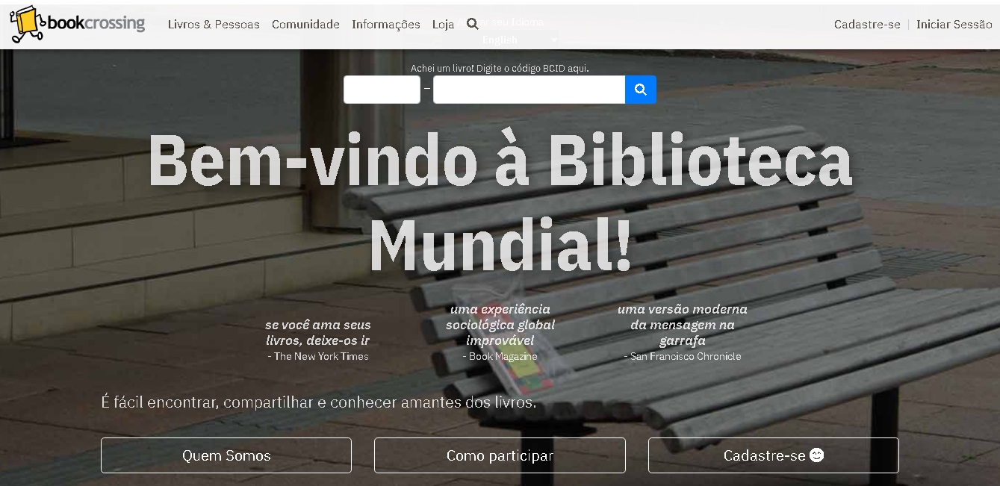 bookcrossing
Livros & Pessoas
Comunidade
Informações
Loja
Cadastre-se | Iniciar Sessão
seu Idioma
English
Achei um livro! Digite o código BCID aqui.
–
Bem-vindo à Biblioteca
Mundial!
se você ama seus
livros, deixe-os ir
- The New York Times
uma experiência
sociológica global
improvável
- Book Magazine
uma versão moderna
da mensagem na
garrafa
- San Francisco Chronicle
É fácil encontrar, compartilhar e conhecer amantes dos livros.
Quem Somos
Como participar
Cadastre-se